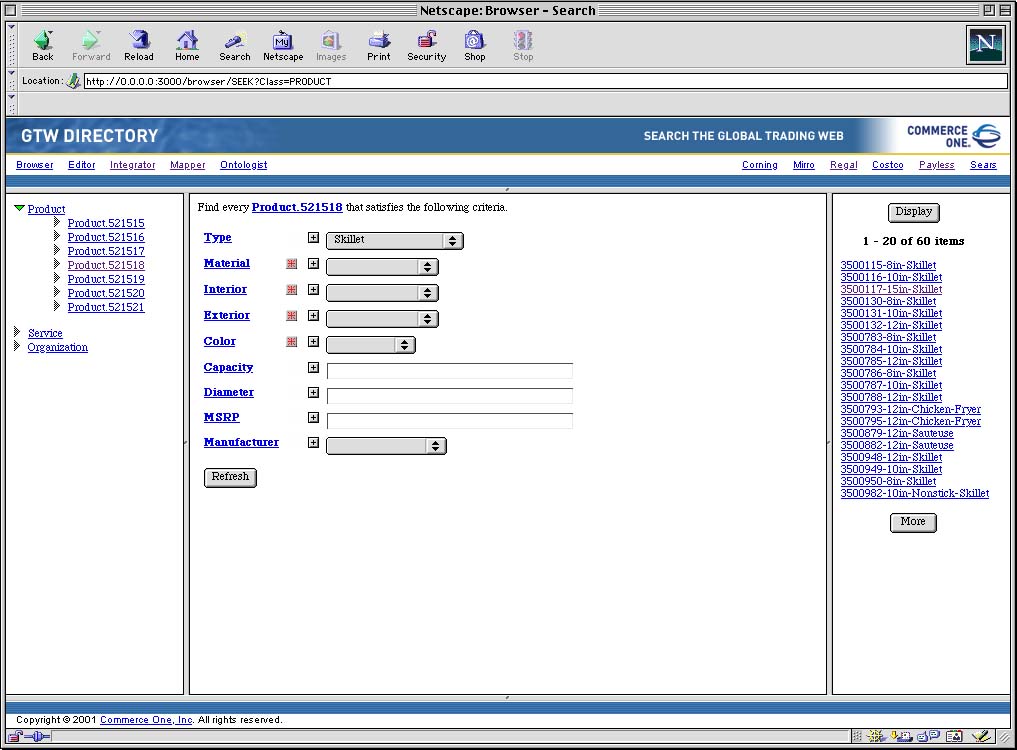 Netscape: Browser - Search
Back Forward Reload Home Search Netscape Images Print Security Shop Stop
My
N
Location: http://0.0.0.0:3000/browser/SEEK?Class=PRODUCT
GTW DIRECTORY SEARCH THE GLOBAL TRADING WEB COMMERCE ONE.
Browser Editor Integrator Mapper Ontologist Corning Mirro Regal Costco Payless Sears
Product
Product.521515
Product.521516
Product.521517
Product.521518
Product.521519
Product.521520
Product.521521
Service
Organization
Find every Product.521518 that satisfies the following criteria.
Type Skillet
Material
Interior
Exterior
Color
Capacity
Diameter
MSRP
Manufacturer
Refresh
Display
1 - 20 of 60 items
3500115-8in-Skillet
3500116-10in-Skillet
3500117-15in-Skillet
3500130-8in-Skillet
3500131-10in-Skillet
3500132-12in-Skillet
3500783-8in-Skillet
3500784-10in-Skillet
3500785-12in-Skillet
3500786-8in-Skillet
3500787-10in-Skillet
3500788-12in-Skillet
3500793-12in-Chicken-Fryer
3500795-12in-Chicken-Fryer
3500879-12in-Sauteuse
3500882-12in-Sauteuse
3500948-12in-Skillet
3500949-10in-Skillet
3500950-8in-Skillet
3500982-10in-Nonstick-Skillet
More
Copyright © 2001 Commerce One, Inc. All rights reserved.